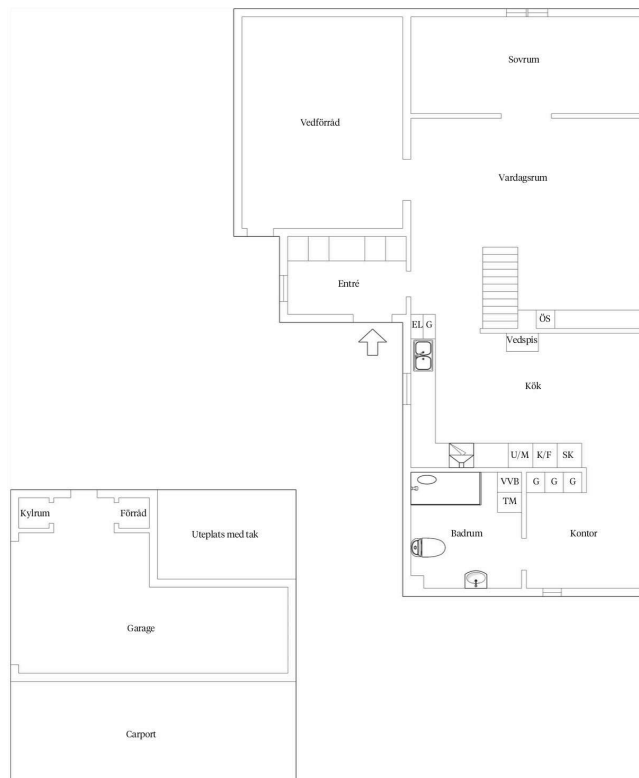 Sovrum
Vedförråd
Vardagsrum
Entré
EL G
ÖS
Vedspis
Kök
U/M K/F SK
VVB G G G
TM
Kylrum Förråd
Uteplats med tak
Badrum Kontor
Garage
Carport